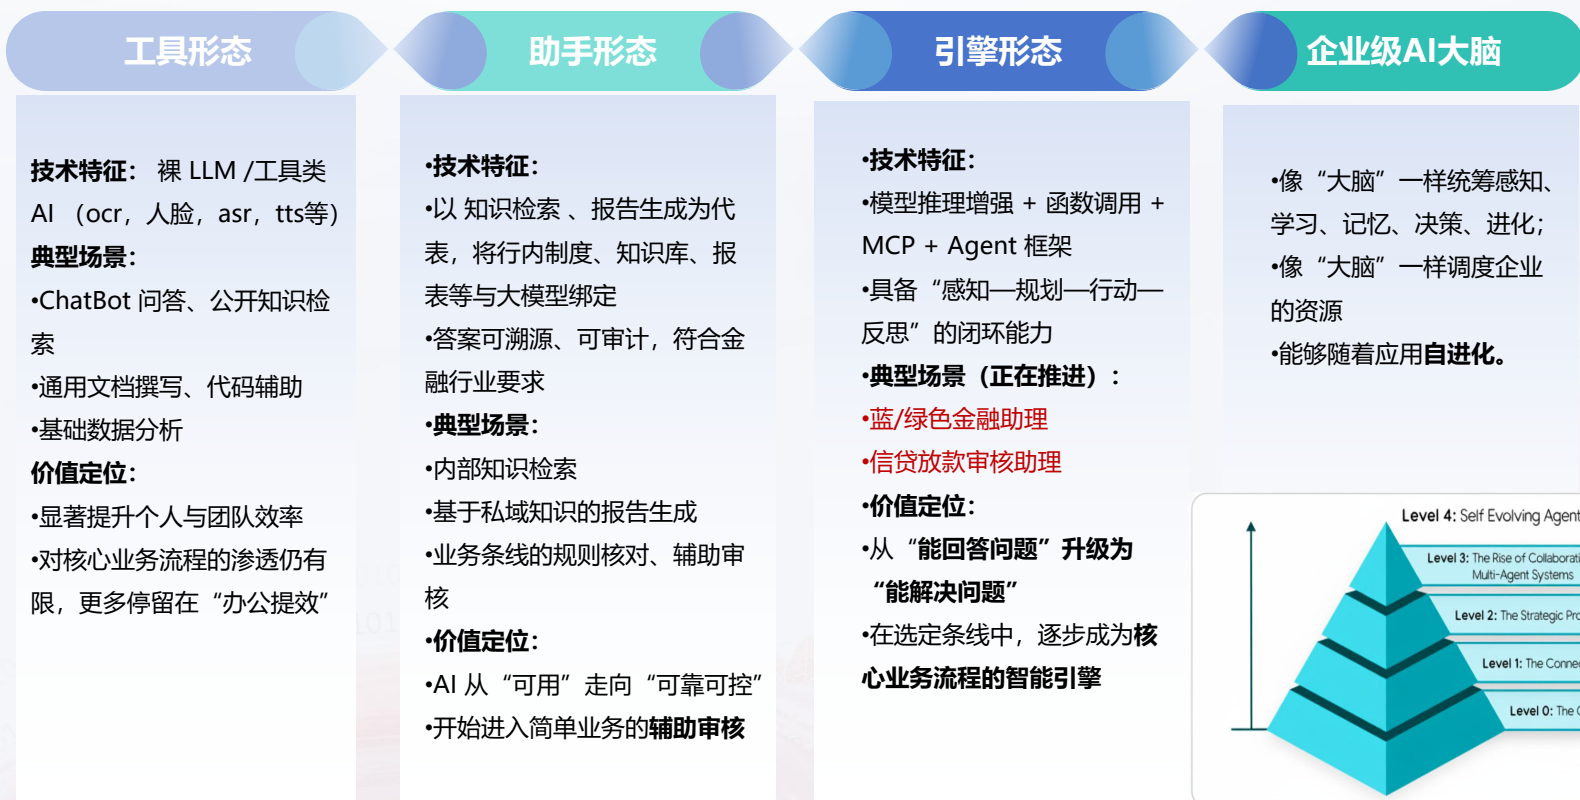 工具形态
技术特征： 裸 LLM /工具类
AI （ocr，人脸，asr，tts等）
典型场景：
•ChatBot 问答、公开知识检
索
•通用文档撰写、代码辅助
•基础数据分析
价值定位：
•显著提升个人与团队效率
•对核心业务流程的渗透仍有
限，更多停留在“办公提效”
助手形态
•技术特征：
•以 知识检索 、报告生成为代
表，将行内制度、知识库、报
表等与大模型绑定
•答案可溯源、可审计，符合金
融行业要求
•典型场景：
•内部知识检索
•基于私域知识的报告生成
•业务条线的规则核对、辅助审
核
•价值定位：
•AI 从“可用”走向“可靠可控”
•开始进入简单业务的辅助审核
引擎形态
•技术特征：
•模型推理增强 + 函数调用 +
MCP + Agent 框架
•具备“感知—规划—行动—
反思”的闭环能力
•典型场景（正在推进）：
•蓝/绿色金融助理
•信贷放款审核助理
•价值定位：
•从“能回答问题”升级为
“能解决问题”
•在选定条线中，逐步成为核
心业务流程的智能引擎
企业级AI大脑
•像“大脑”一样统筹感知、
学习、记忆、决策、进化；
•像“大脑”一样调度企业
的资源
•能够随着应用自进化。
Level 4: Self Evolving Agent
Level 3: The Rise of Collaborati
Multi-Agent Systems
Level 2: The Strategic Pro
Level 1: The Connec
Level 0: The